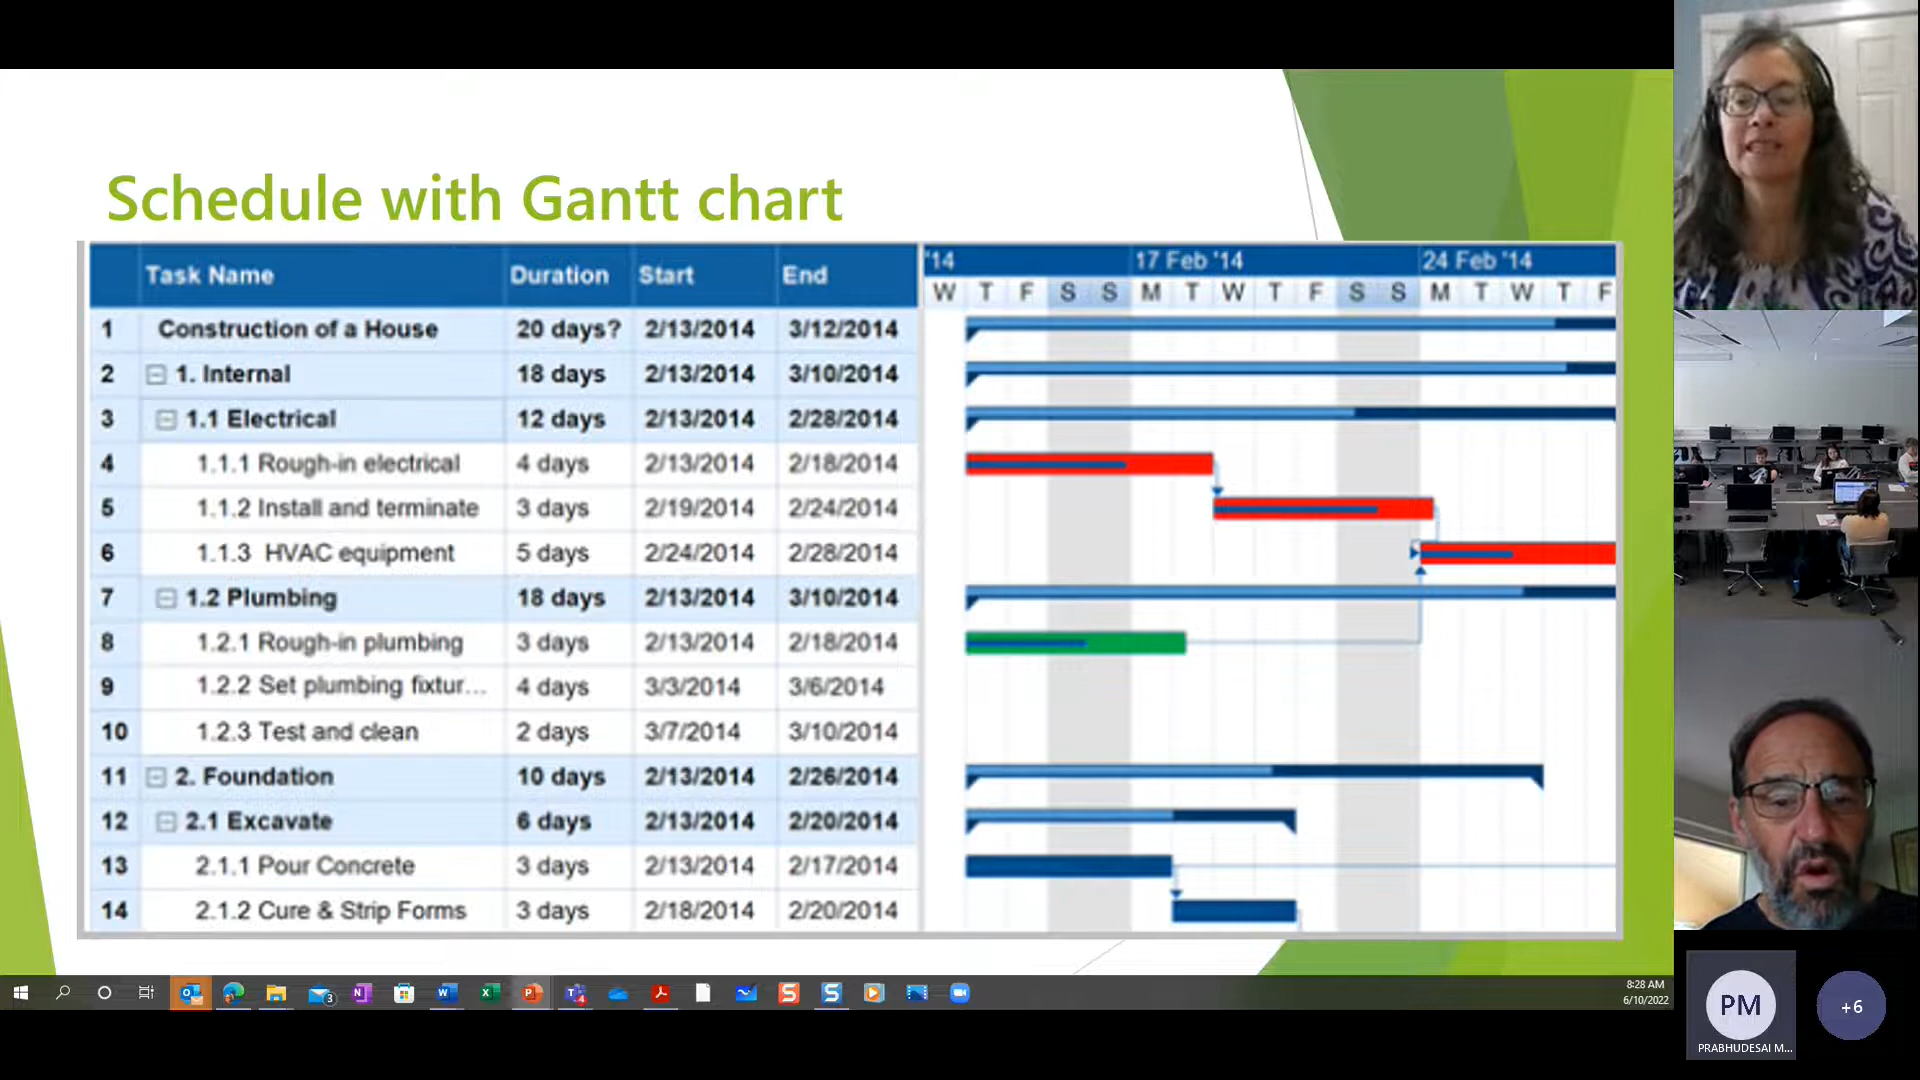 Schedule with Gantt chart
Task Name Duration Start End '14 17 Feb '14 24 Feb '14
W T F S S M T W T F S S M T W T F
1 Construction of a House 20 days? 2/13/2014 3/12/2014
2 1. Internal 18 days 2/13/2014 3/10/2014
3 1.1 Electrical 12 days 2/13/2014 2/28/2014
4 1.1.1 Rough-in electrical 4 days 2/13/2014 2/18/2014
5 1.1.2 Install and terminate 3 days 2/19/2014 2/24/2014
6 1.1.3 HVAC equipment 5 days 2/24/2014 2/28/2014
7 1.2 Plumbing 18 days 2/13/2014 3/10/2014
8 1.2.1 Rough-in plumbing 3 days 2/13/2014 2/18/2014
9 1.2.2 Set plumbing fixtur... 4 days 3/3/2014 3/6/2014
10 1.2.3 Test and clean 2 days 3/7/2014 3/10/2014
11 2. Foundation 10 days 2/13/2014 2/26/2014
12 2.1 Excavate 6 days 2/13/2014 2/20/2014
13 2.1.1 Pour Concrete 3 days 2/13/2014 2/17/2014
14 2.1.2 Cure & Strip Forms 3 days 2/18/2014 2/20/2014
3
4
8:28 AM
6/10/2022
PM
PRABHUDESAI M...
+6